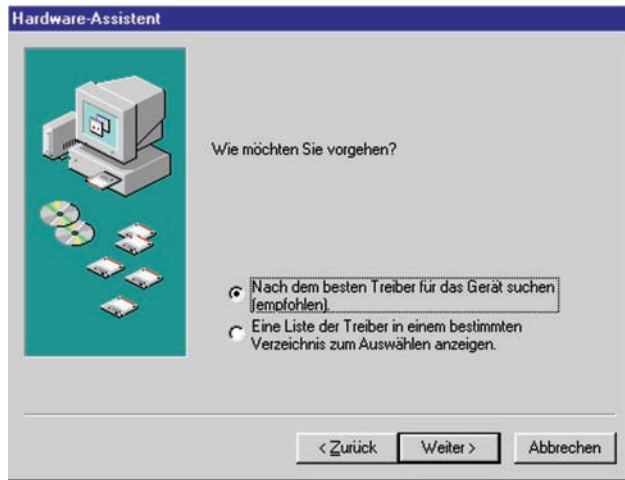 Hardware-Assistent
Wie möchten Sie vorgehen?
Nach dem besten Treiber für das Gerät suchen
(empfohlen).
Eine Liste der Treiber in einem bestimmten
Verzeichnis zum Auswählen anzeigen.
< Zurück Weiter > Abbrechen